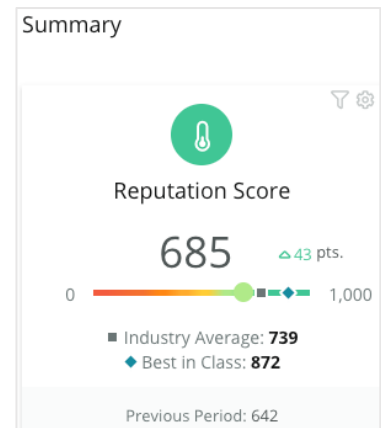 Summary
Reputation Score
685 43 pts.
0 1,000
Industry Average: 739
Best in Class: 872
Previous Period: 642